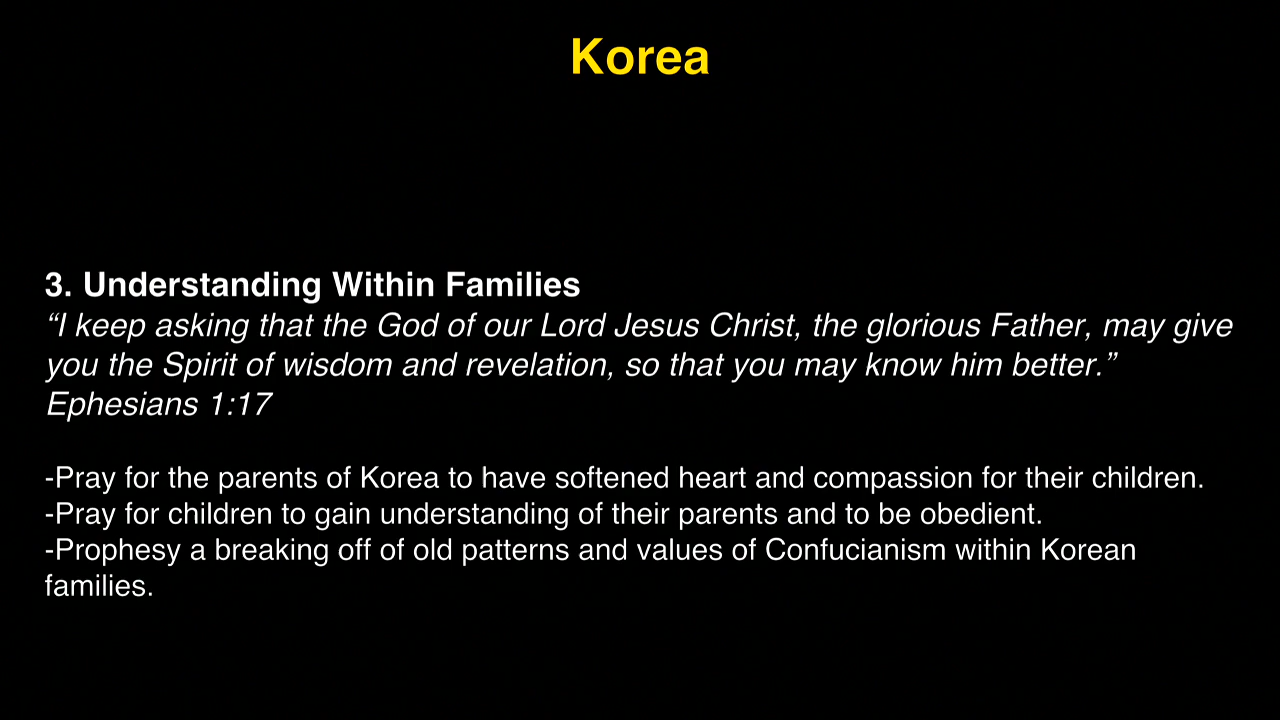 Korea
3. Understanding Within Families
“I keep asking that the God of our Lord Jesus Christ, the glorious Father, may give
you the Spirit of wisdom and revelation, so that you may know him better.”
Ephesians 1:17
-Pray for the parents of Korea to have softened heart and compassion for their children.
-Pray for children to gain understanding of their parents and to be obedient.
-Prophesy a breaking off of old patterns and values of Confucianism within Korean
families.